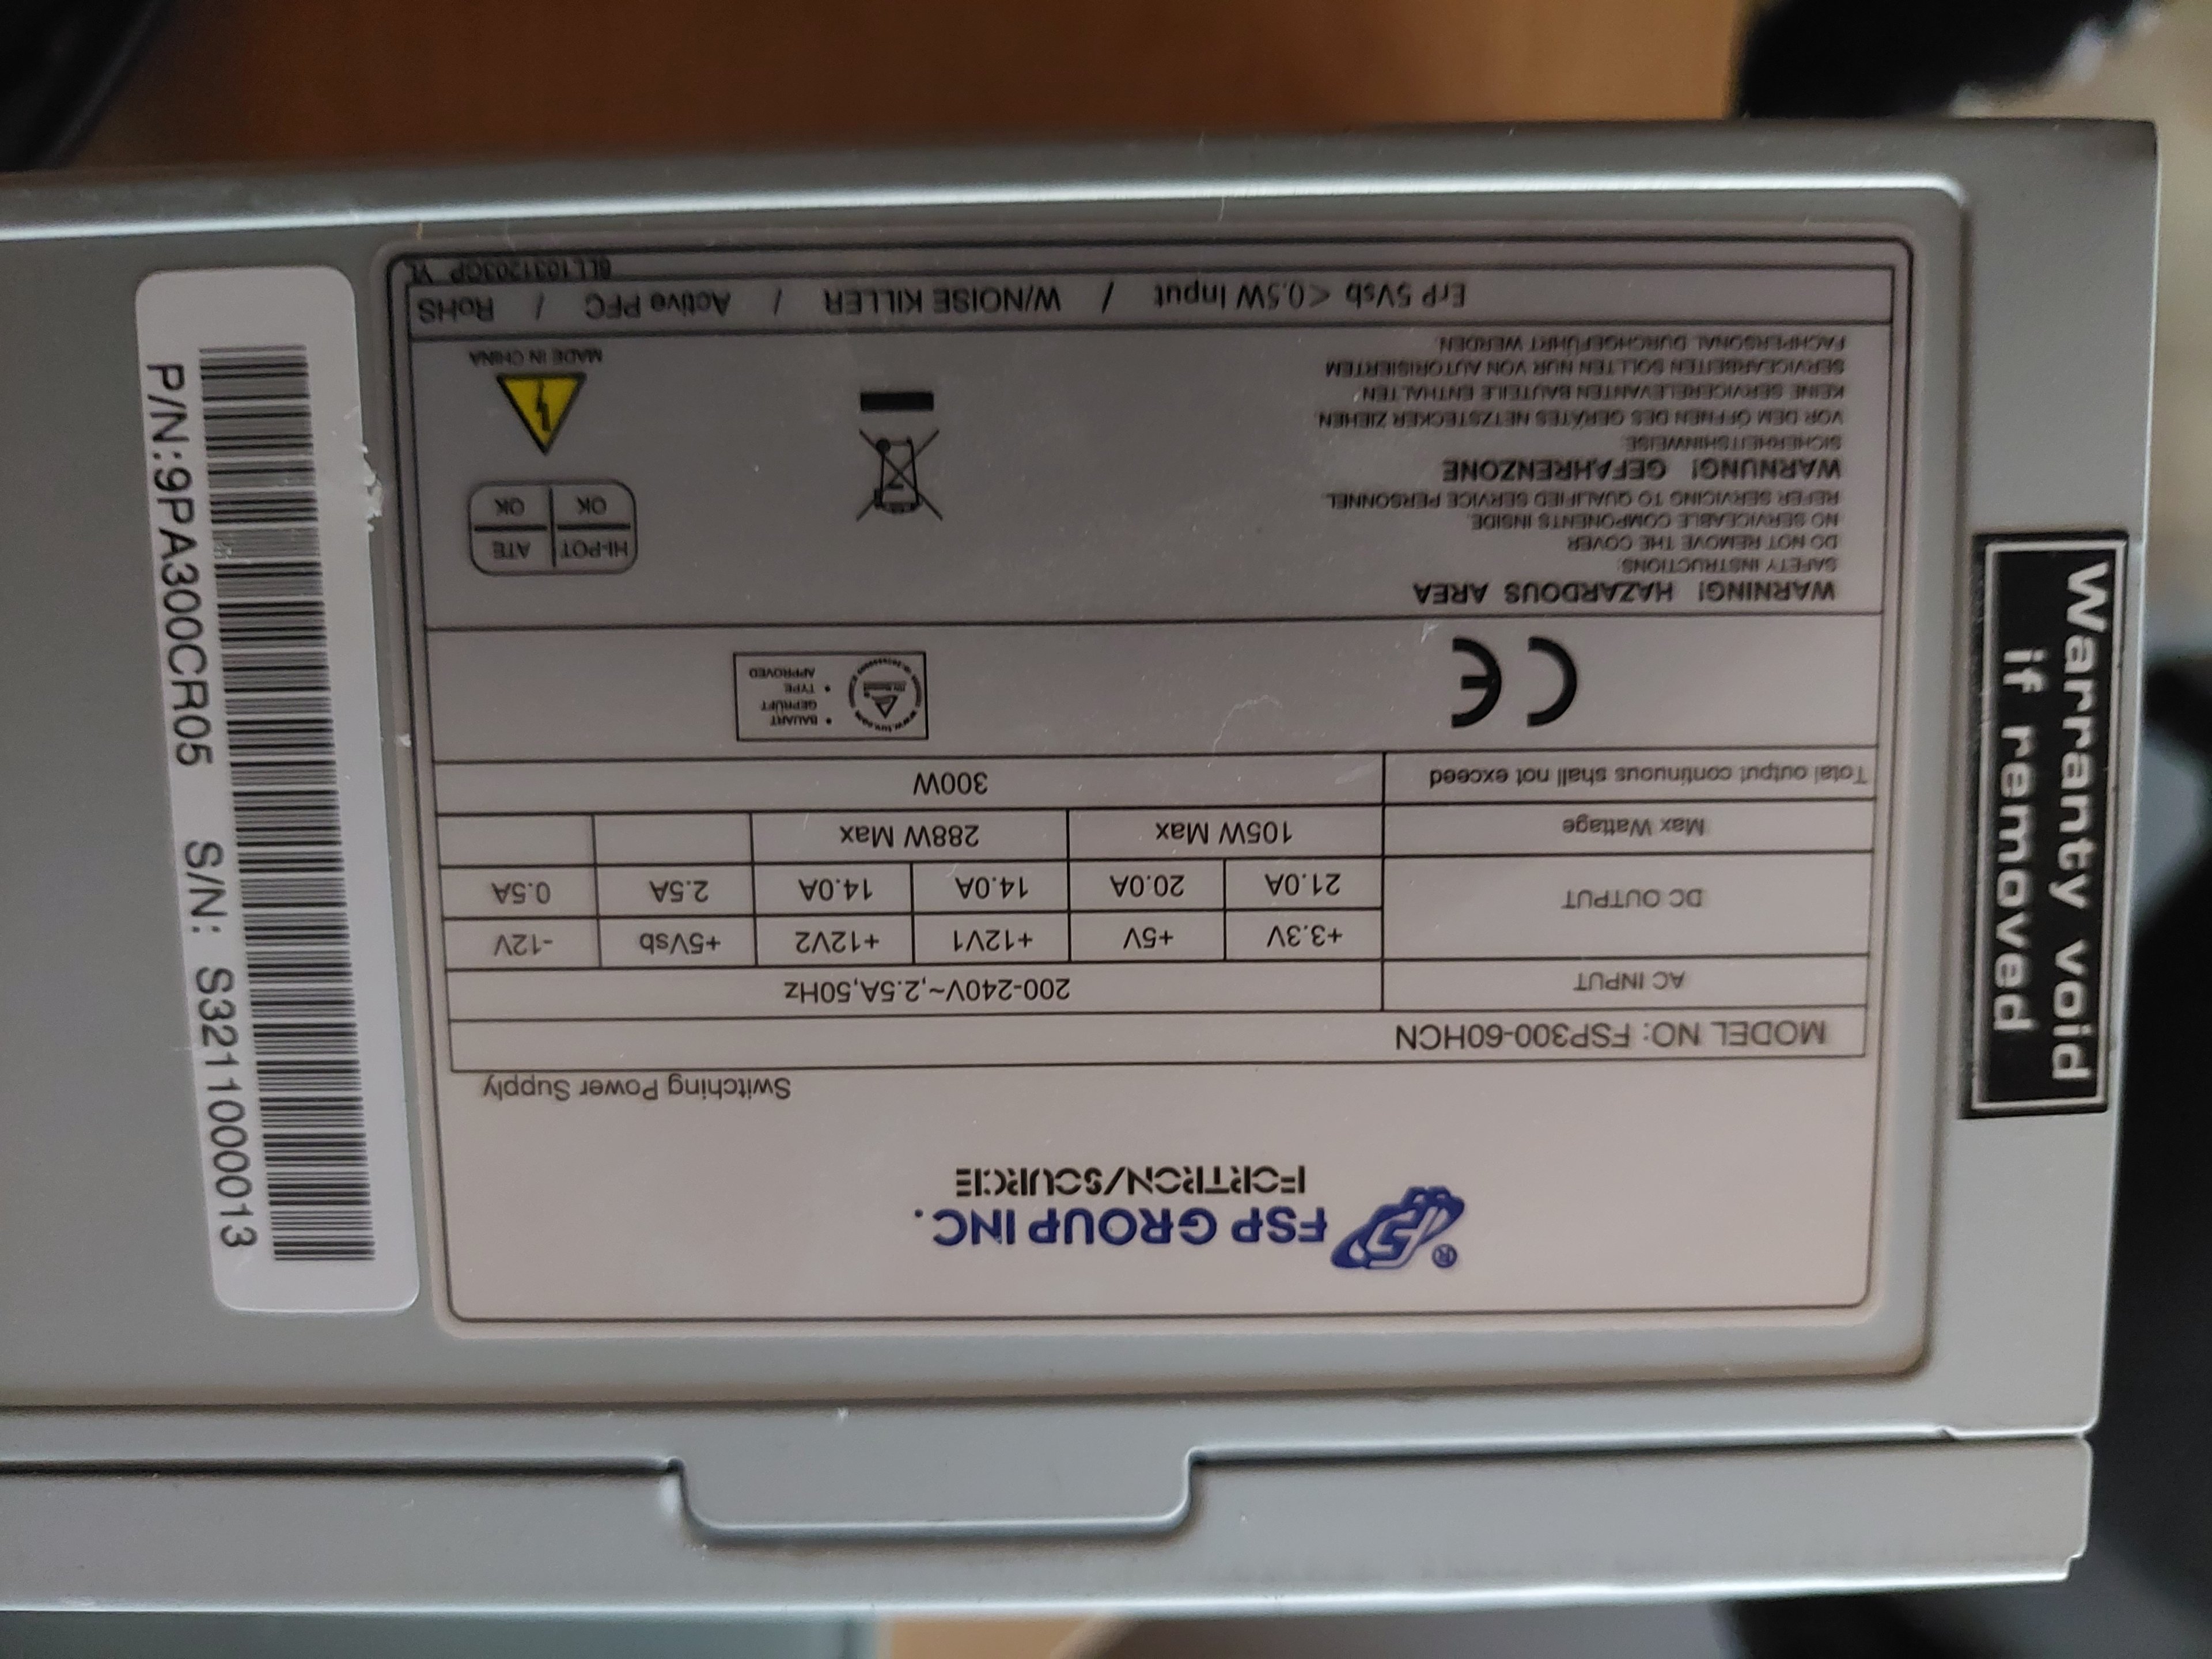 FSP GROUP INC.
FORTRON/SOURCE
Switching Power Supply
MODEL NO: FSP300-60HCN
AC INPUT 200-240V~,2.5A,50Hz
DC OUTPUT +3.3V +5V +12V1 +12V2 +5Vsb -12V
21.0A 20.0A 14.0A 14.0A 2.5A 0.5A
Max Wattage 105W Max 288W Max
Total output continuous shall not exceed 300W
CE
BAUART
GEPRÜFT
TYPE
APPROVED
WARNING! HAZARDOUS AREA
SAFETY INSTRUCTIONS:
DO NOT REMOVE THE COVER
NO SERVICEABLE COMPONENTS INSIDE.
REFER SERVICING TO QUALIFIED SERVICE PERSONNEL
WARNUNG! GEFAHRENZONE
SICHERHEITSHINWEISE
VOR DEM ÖFFNEN DES GERÄTES NETZSTECKER ZIEHEN.
KEINE SERVICERELEVANTEN BAUTEILE ENTHALTEN,
SERVICEARBEITEN SOLLTEN NUR VON AUTORISIERTEM
FACHPERSONAL DURCHGEFÜHRT WERDEN.
HI-POT ATE
OK OK
MADE IN CHINA
ErP 5Vsb <0.5W Input / W/NOISE KILLER / Active PFC / RoHS
6LL1031203GP
P/N:9PA300CR05 S/N: S3211000013
Warranty void
if removed